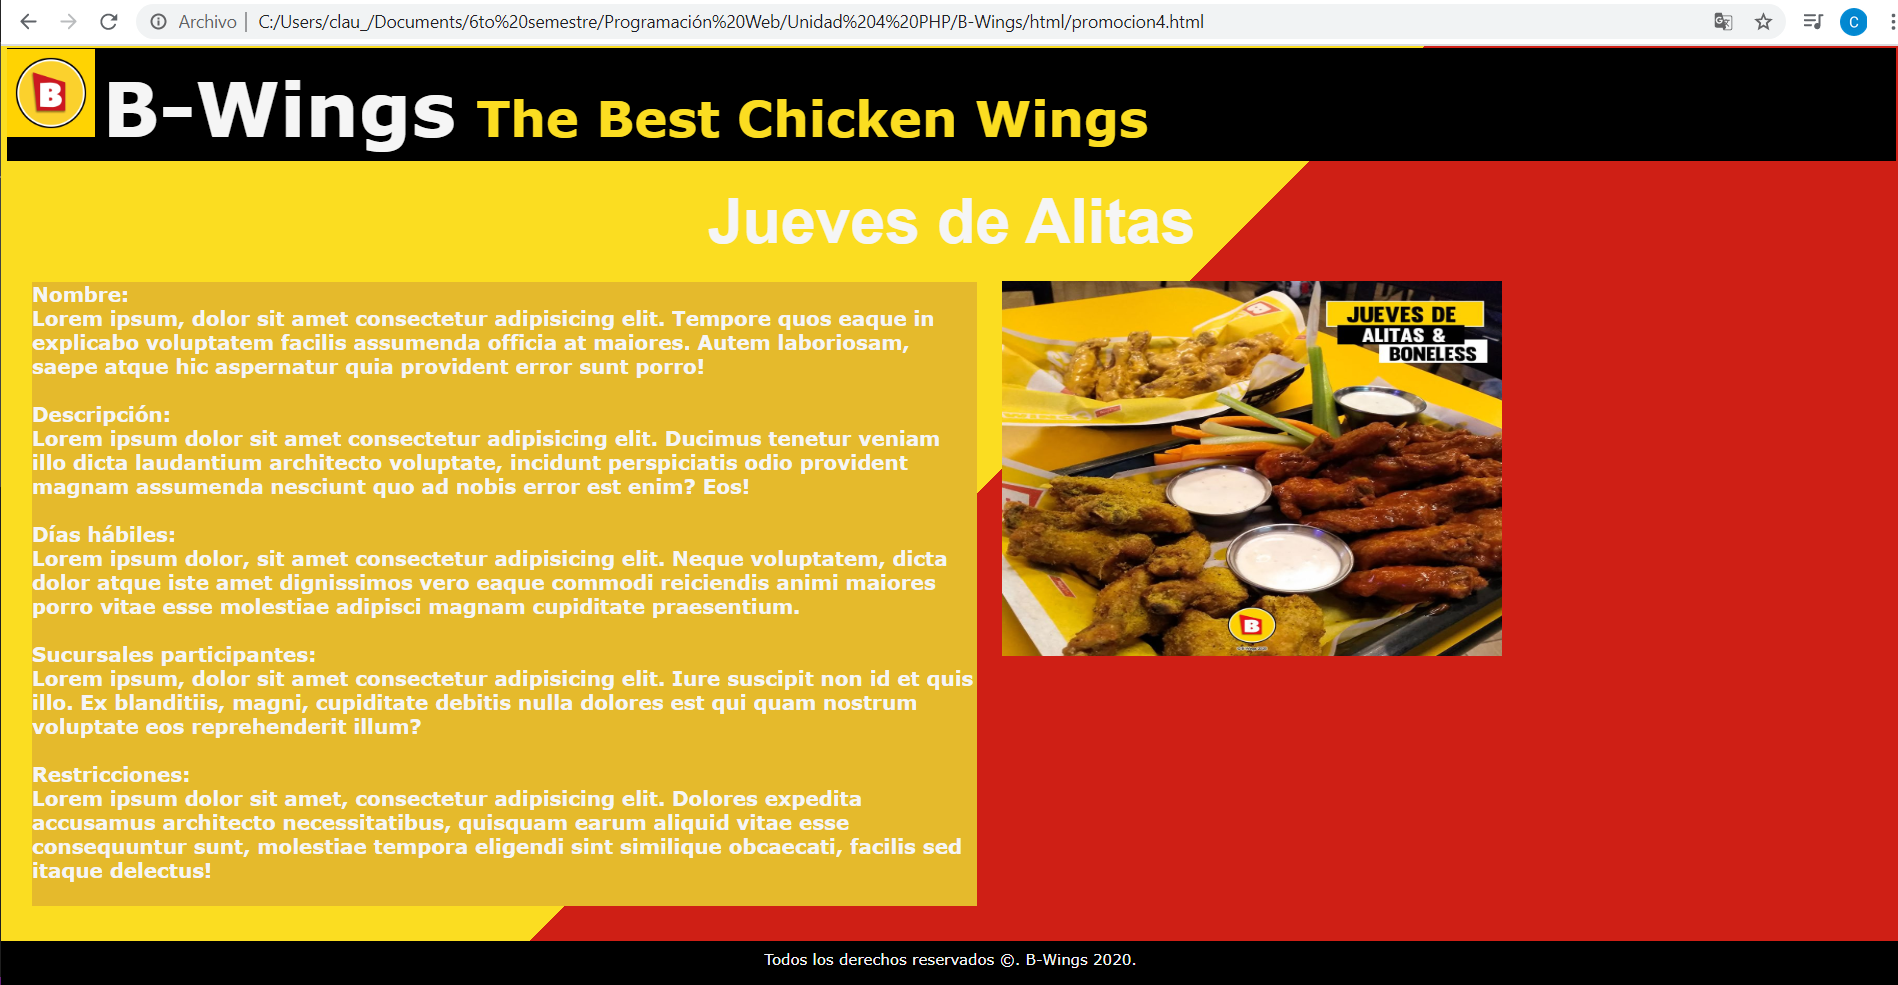 Archivo | C:/Users/clau_/Documents/6to%20semestre/Programación%20Web/Unidad%204%20PHP/B-Wings/html/promocion4.html
C
B
B-Wings The Best Chicken Wings
Jueves de Alitas
Nombre:
Lorem ipsum, dolor sit amet consectetur adipisicing elit. Tempore quos eaque in
explicabo voluptatem facilis assumenda officia at maiores. Autem laboriosam,
saepe atque hic aspernatur quia provident error sunt porro!
Descripción:
Lorem ipsum dolor sit amet consectetur adipisicing elit. Ducimus tenetur veniam
illo dicta laudantium architecto voluptate, incidunt perspiciatis odio provident
magnam assumenda nesciunt quo ad nobis error est enim? Eos!
Días hábiles:
Lorem ipsum dolor, sit amet consectetur adipisicing elit. Neque voluptatem, dicta
dolor atque iste amet dignissimos vero eaque commodi reiciendis animi maiores
porro vitae esse molestiae adipisci magnam cupiditate praesentium.
Sucursales participantes:
Lorem ipsum, dolor sit amet consectetur adipisicing elit. Iure suscipit non id et quis
illo. Ex blanditiis, magni, cupiditate debitis nulla dolores est qui quam nostrum
voluptate eos reprehenderit illum?
Restricciones:
Lorem ipsum dolor sit amet, consectetur adipisicing elit. Dolores expedita
accusamus architecto necessitatibus, quisquam earum aliquid vitae esse
consequuntur sunt, molestiae tempora eligendi sint similique obcaecati, facilis sed
itaque delectus!
JUEVES DE
ALITAS &
BONELESS
B
Todos los derechos reservados ©. B-Wings 2020.